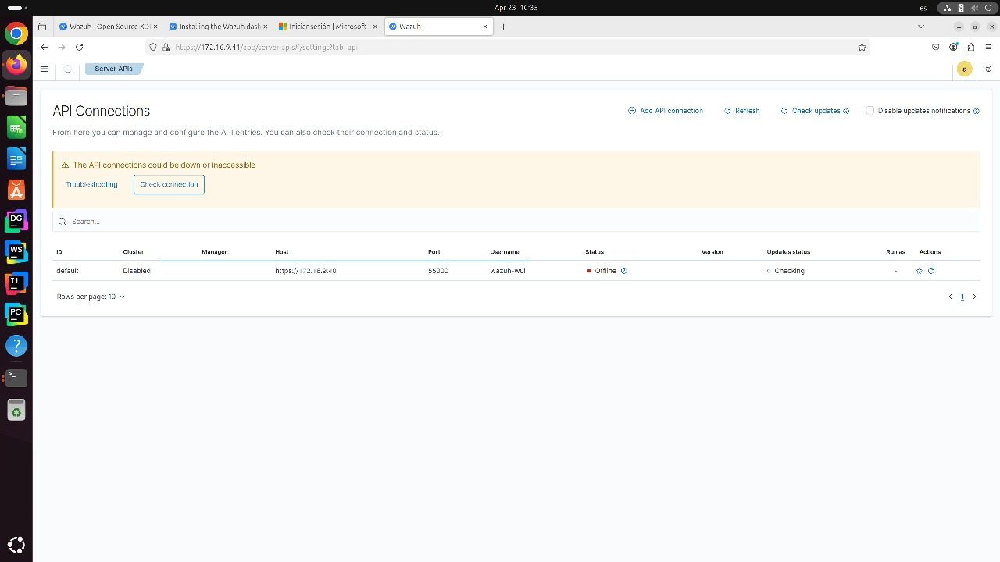 Apr 23 10:35
es
Wazuh - Open Source XDR
Installing the Wazuh dash
Iniciar sesión | Microsoft
Wazuh
https://172.16.9.41/app/server-apis#/settings?tab=api
Server APIs
a
API Connections
Add API connection
Refresh
Check updates
Disable updates notifications
From here you can manage and configure the API entries. You can also check their connection and status.
The API connections could be down or inaccessible
Troubleshooting
Check connection
Search...
ID Cluster Manager Host Port Username Status Version Updates status Run as Actions
default Disabled https://172.16.9.40 55000 wazuh-wui Offline Checking -
Rows per page: 10
1
DG
WS
IJ
PC